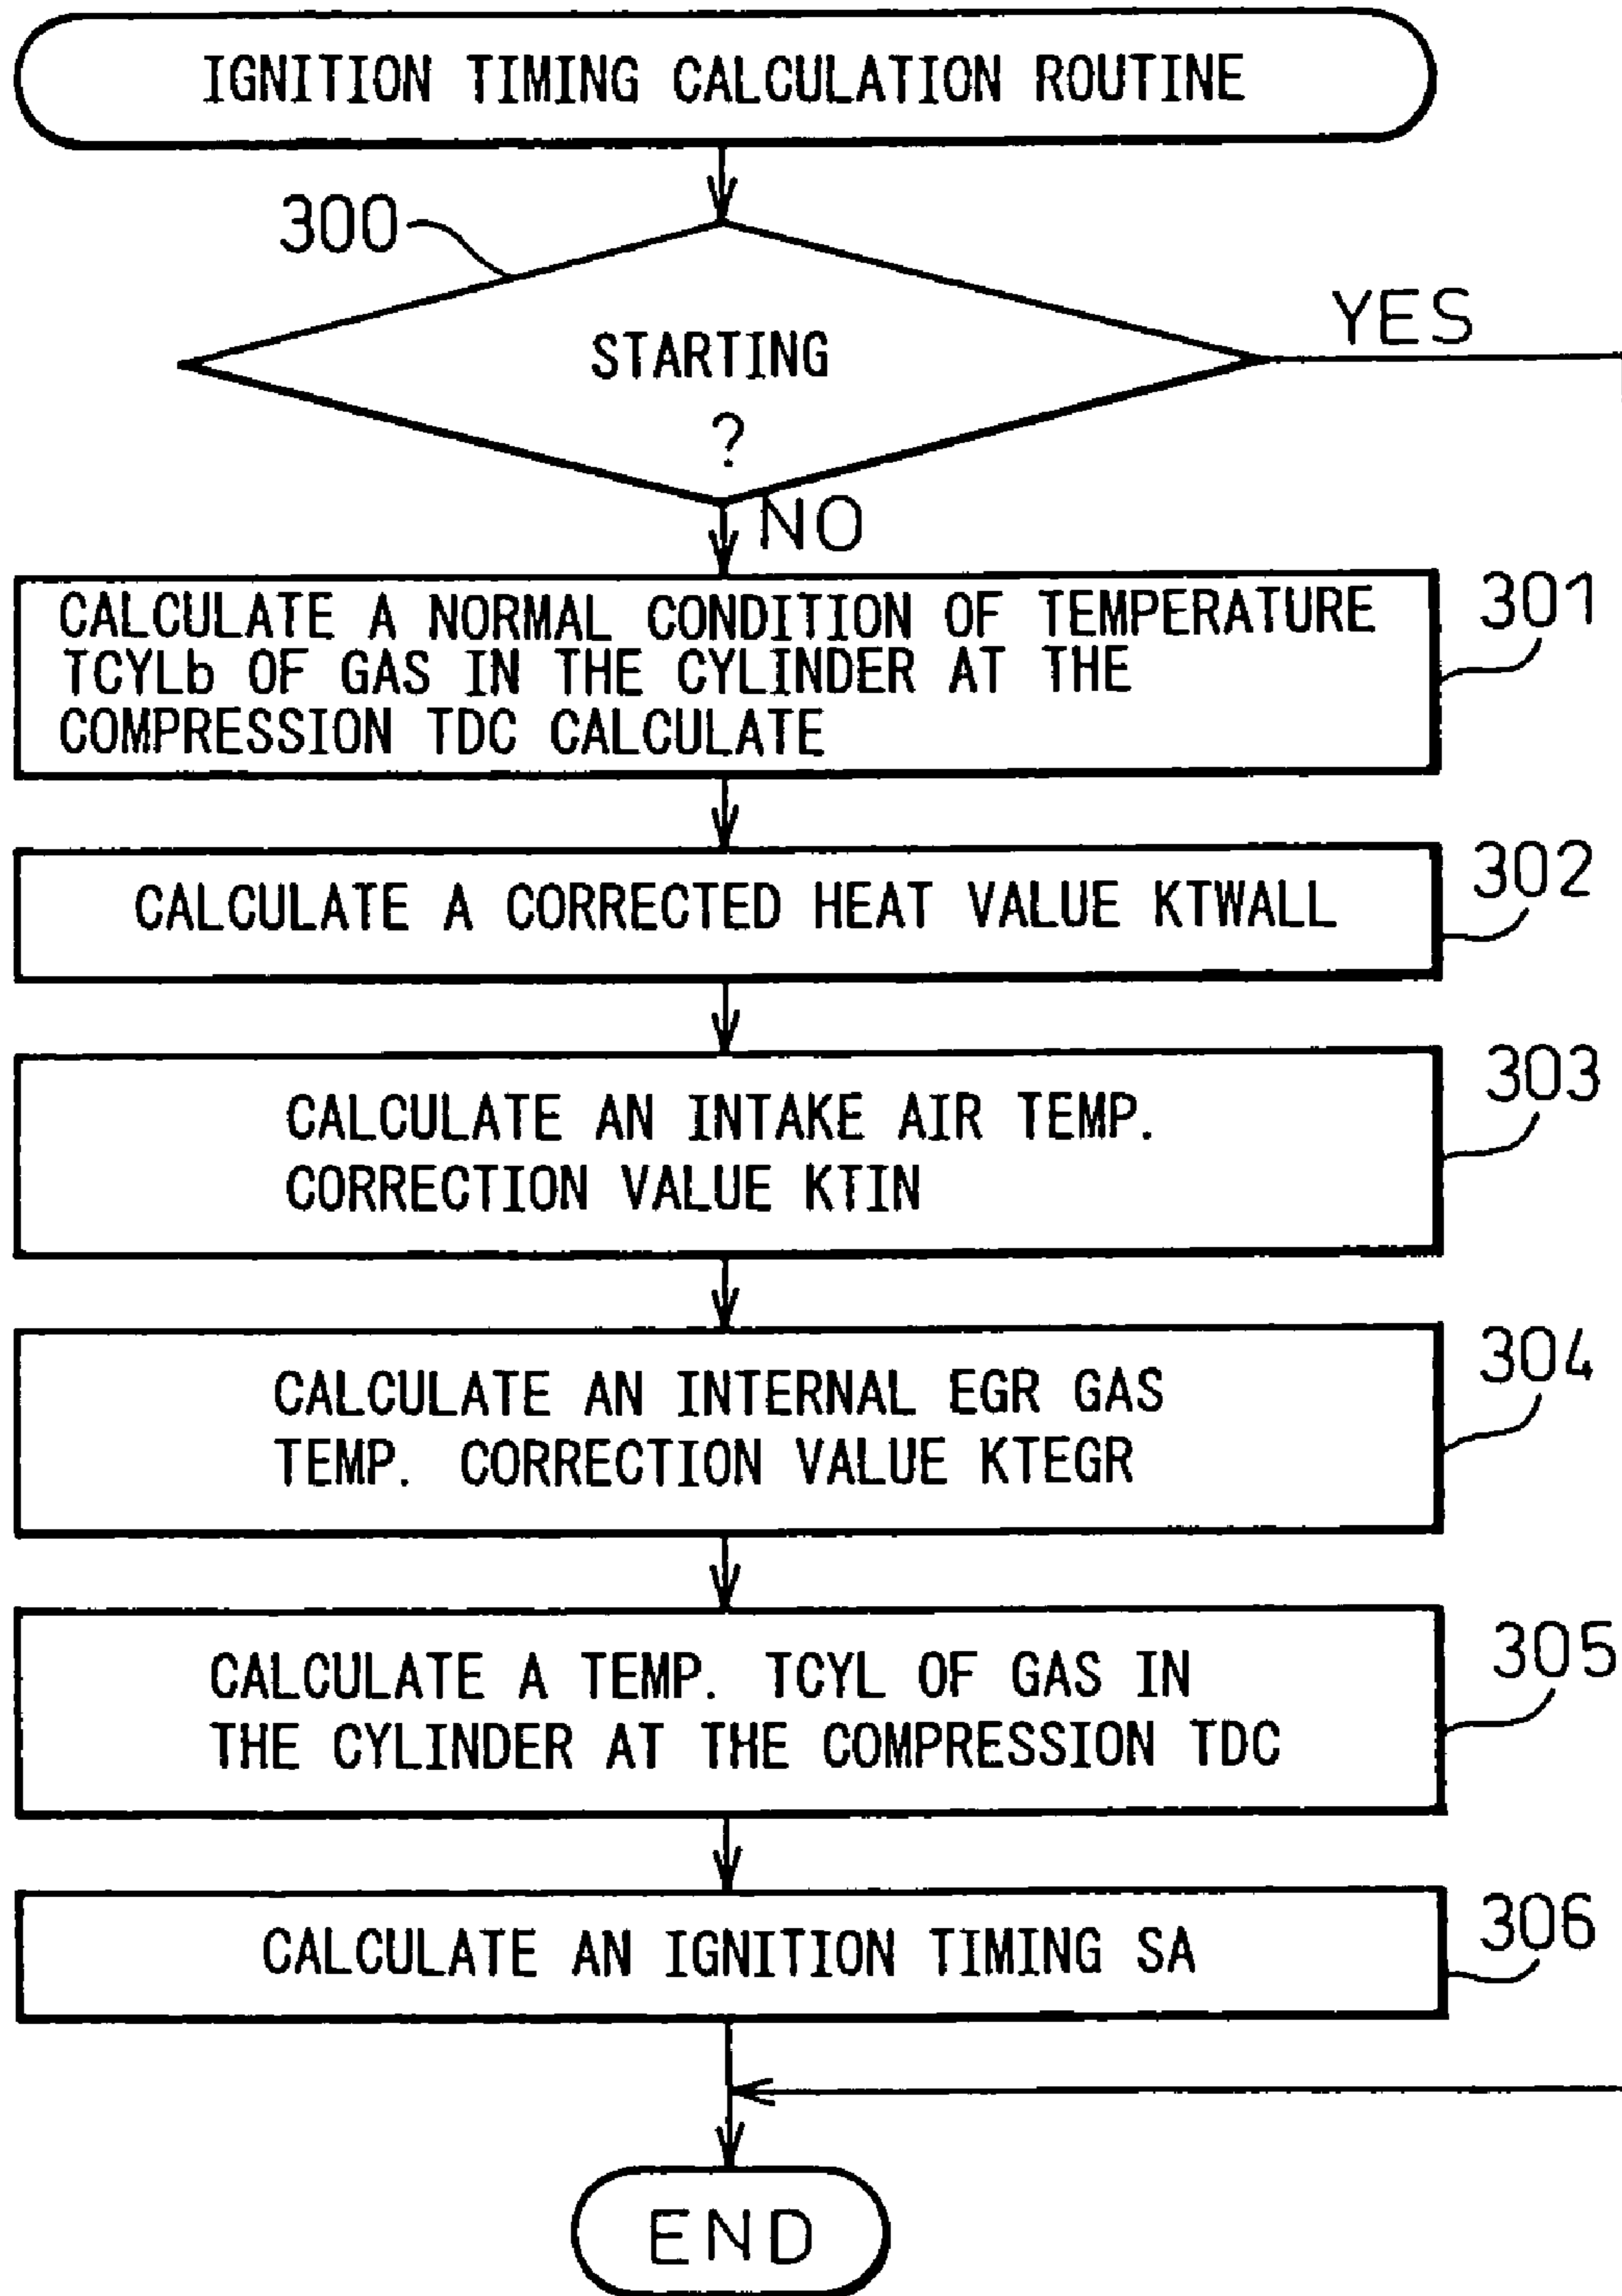 IGNITION TIMING CALCULATION ROUTINE
300
STARTING
?
YES
NO
CALCULATE A NORMAL CONDITION OF TEMPERATURE
TCYLb OF GAS IN THE CYLINDER AT THE
COMPRESSION TDC CALCULATE
301
CALCULATE A CORRECTED HEAT VALUE KTWALL
302
CALCULATE AN INTAKE AIR TEMP.
CORRECTION VALUE KTIN
303
CALCULATE AN INTERNAL EGR GAS
TEMP. CORRECTION VALUE KTEGR
304
CALCULATE A TEMP. TCYL OF GAS IN
THE CYLINDER AT THE COMPRESSION TDC
305
CALCULATE AN IGNITION TIMING SA
306
END